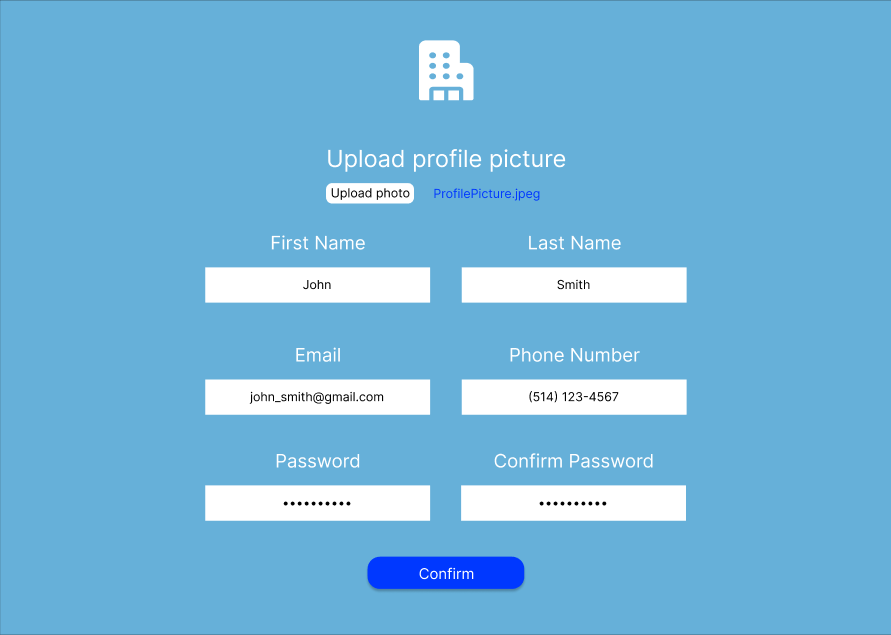 Upload profile picture
Upload photo ProfilePicture.jpeg
First Name Last Name
John Smith
Email Phone Number
john_smith@gmail.com (514) 123-4567
Password Confirm Password
•••••••••• ••••••••••
Confirm